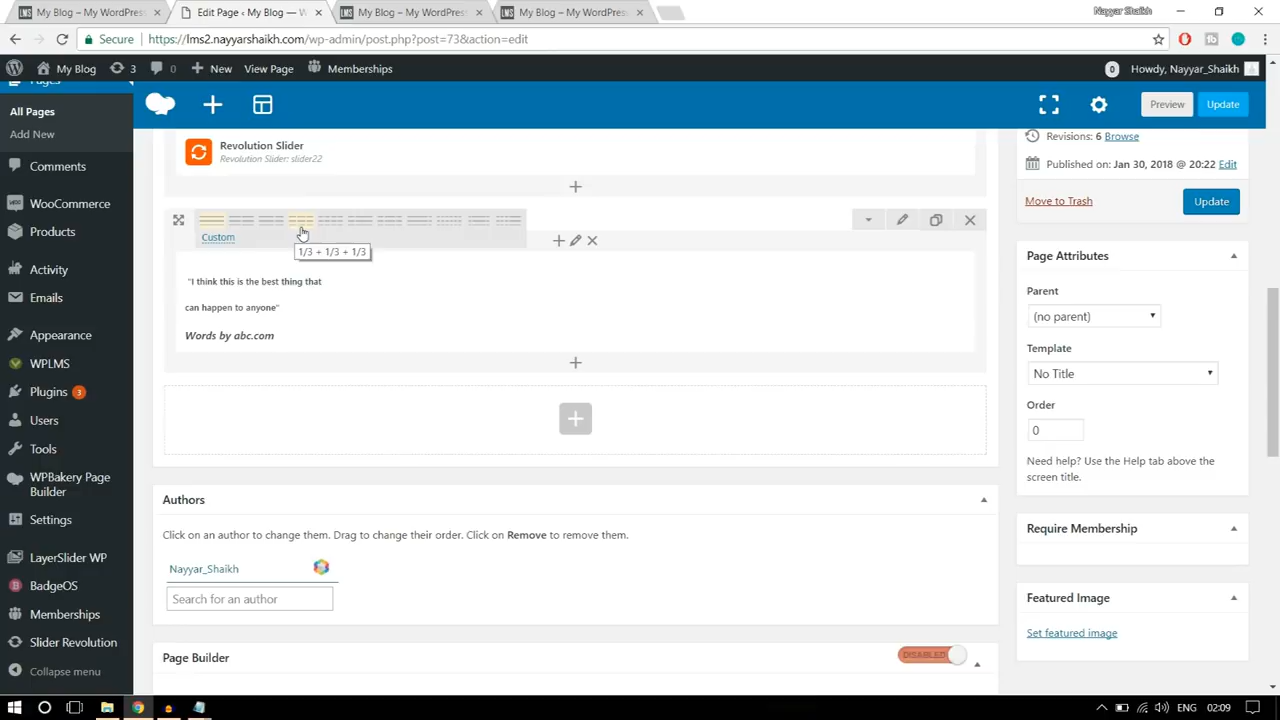 My Blog – My WordPress
Edit Page ‹ My Blog —
My Blog – My WordPress
My Blog – My WordPress
Nayyar Shaikh
Secure
https://lms2.nayyarshaikh.com/wp-admin/post.php?post=73&action=edit
My Blog
3
New
View Page
Memberships
0
Howdy, Nayyar_Shaikh
Pages
All Pages
Add New
Comments
WooCommerce
Products
Activity
Emails
Appearance
WPLMS
Plugins 3
Users
Tools
WPBakery Page
Builder
Settings
LayerSlider WP
BadgeOS
Memberships
Slider Revolution
Collapse menu
Preview
Update
Revolution Slider
Revolution Slider: slider22
Custom
1/3 + 1/3 + 1/3
"I think this is the best thing that
can happen to anyone"
Words by abc.com
Authors
Click on an author to change them. Drag to change their order. Click on Remove to remove them.
Nayyar_Shaikh
Search for an author
Page Builder
DISABLED
Revisions: 6 Browse
Published on: Jan 30, 2018 @ 20:22 Edit
Move to Trash
Update
Page Attributes
Parent
(no parent)
Template
No Title
Order
0
Need help? Use the Help tab above the
screen title.
Require Membership
Featured Image
Set featured image
ENG
02:09